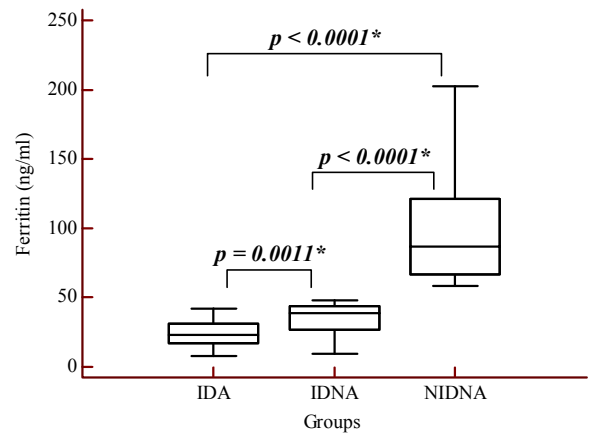 250
p < 0.0001*
200
p < 0.0001*
150
Ferritin (ng/ml)
100
p = 0.0011*
50
0
IDA IDNA NIDNA
Groups